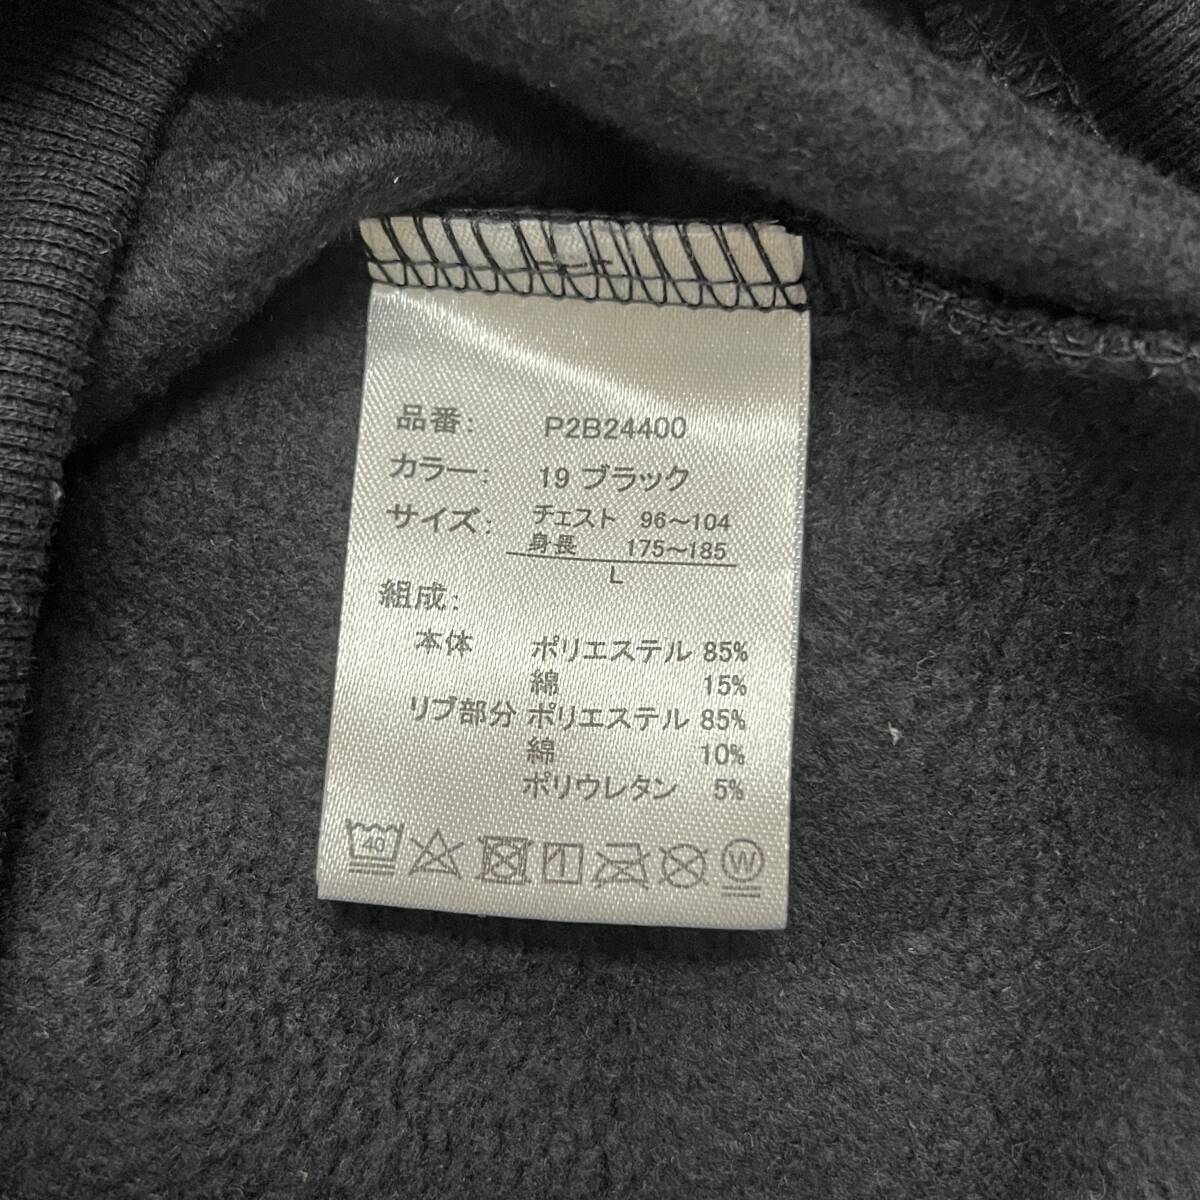 品番: P2B24400
カラー: 19 ブラック
サイズ: チェスト 96～104
身長 175～185
L
組成:
本体 ポリエステル 85%
綿 15%
リブ部分 ポリエステル 85%
綿 10%
ポリウレタン 5%
40 W